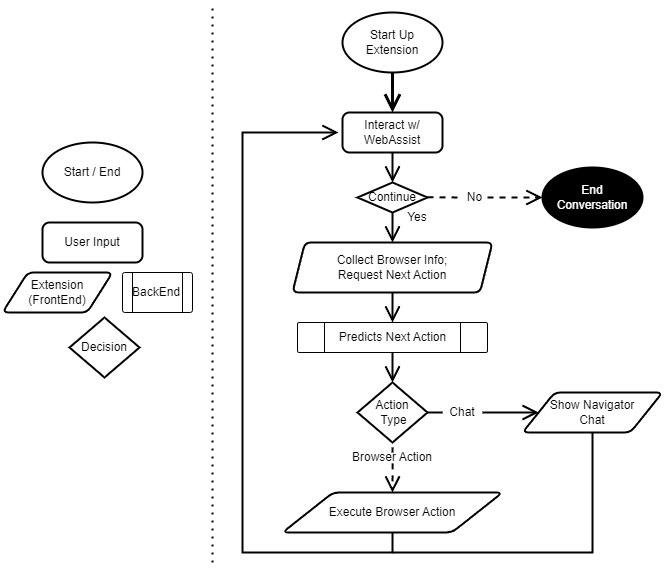 Start / End
User Input
Extension
(FrontEnd)
BackEnd
Decision
Start Up
Extension
Interact w/
WebAssist
Continue
No
End
Conversation
Yes
Collect Browser Info;
Request Next Action
Predicts Next Action
Action
Type
Chat
Show Navigator
Chat
Browser Action
Execute Browser Action